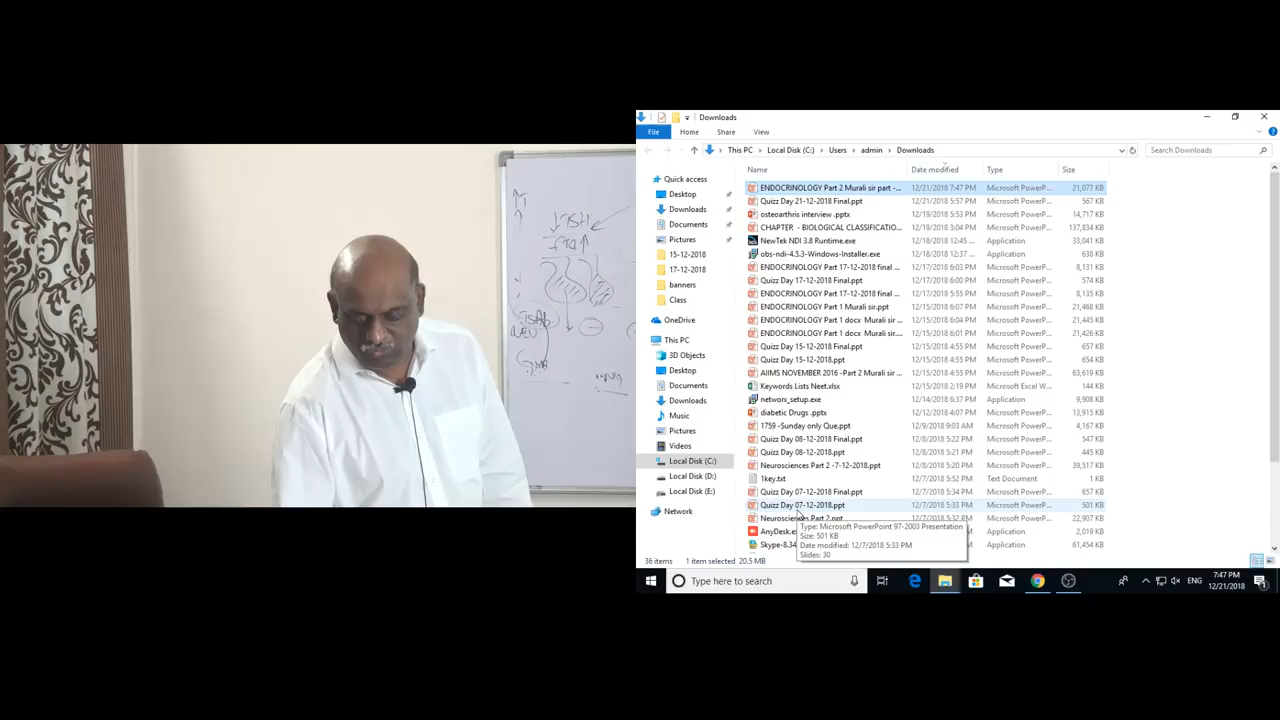 Downloads
File Home Share View
This PC > Local Disk (C:) > Users > admin > Downloads
Search Downloads
Name Date modified Type Size
Quick access
Desktop
Downloads
Documents
Pictures
15-12-2018
17-12-2018
banners
Class
OneDrive
This PC
3D Objects
Desktop
Documents
Downloads
Music
Pictures
Videos
Local Disk (C:)
Local Disk (D:)
Local Disk (E:)
Network
ENDOCRINOLOGY Part 2 Murali sir part -... 12/21/2018 7:47 PM Microsoft PowerP... 21,077 KB
Quizz Day 21-12-2018 Final.ppt 12/21/2018 5:57 PM Microsoft PowerP... 567 KB
osteoarthris interview .pptx 12/19/2018 5:53 PM Microsoft PowerP... 14,717 KB
CHAPTER - BIOLOGICAL CLASSIFICATIO... 12/19/2018 3:04 PM Microsoft PowerP... 137,834 KB
NewTek NDI 3.8 Runtime.exe 12/18/2018 12:45 ... Application 33,041 KB
obs-ndi-4.5.3-Windows-Installer.exe 12/18/2018 12:37 ... Application 638 KB
ENDOCRINOLOGY Part 17-12-2018 final ... 12/17/2018 6:03 PM Microsoft PowerP... 8,131 KB
Quizz Day 17-12-2018 Final.ppt 12/17/2018 6:00 PM Microsoft PowerP... 574 KB
ENDOCRINOLOGY Part 17-12-2018 final ... 12/17/2018 5:55 PM Microsoft PowerP... 8,135 KB
ENDOCRINOLOGY Part 1 Murali sir.ppt 12/15/2018 6:09 PM Microsoft PowerP... 21,468 KB
ENDOCRINOLOGY Part 1 docx Murali sir... 12/15/2018 6:04 PM Microsoft PowerP... 21,445 KB
ENDOCRINOLOGY Part 1 docx Murali sir... 12/15/2018 6:01 PM Microsoft PowerP... 21,426 KB
Quizz Day 15-12-2018 Final.ppt 12/15/2018 4:55 PM Microsoft PowerP... 657 KB
Quizz Day 15-12-2018.ppt 12/15/2018 4:55 PM Microsoft PowerP... 654 KB
AIIMS NOVEMBER 2016 -Part 2 Murali sir ... 12/15/2018 4:52 PM Microsoft PowerP... 63,619 KB
Keywords Lists Neet.xlsx 12/15/2018 2:19 PM Microsoft Excel W... 144 KB
network_setup.exe 12/14/2018 6:37 PM Application 9,908 KB
diabetic Drugs .pptx 12/12/2018 4:07 PM Microsoft PowerP... 13,915 KB
1759 -Sunday only Que.ppt 12/9/2018 9:03 AM Microsoft PowerP... 4,167 KB
Quizz Day 08-12-2018 Final.ppt 12/8/2018 5:22 PM Microsoft PowerP... 547 KB
Quizz Day 08-12-2018.ppt 12/8/2018 5:21 PM Microsoft PowerP... 445 KB
Neurosciences Part 2 -7-12-2018.ppt 12/8/2018 5:20 PM Microsoft PowerP... 39,517 KB
1key.txt 12/7/2018 5:48 PM Text Document 1 KB
Quizz Day 07-12-2018 Final.ppt 12/7/2018 5:34 PM Microsoft PowerP... 657 KB
Quizz Day 07-12-2018.ppt 12/7/2018 5:33 PM Microsoft PowerP... 501 KB
Neurosciences Part 2.ppt 12/7/2018 5:32 PM Microsoft PowerP... 22,907 KB
Application 2,019 KB
Skype-8.34 Application 61,454 KB
Type: Microsoft PowerPoint 97-2003 Presentation
Size: 501 KB
Date modified: 12/7/2018 5:33 PM
Slides: 30
36 items 1 item selected 20.5 MB
Type here to search
ENG
7:47 PM
12/21/2018